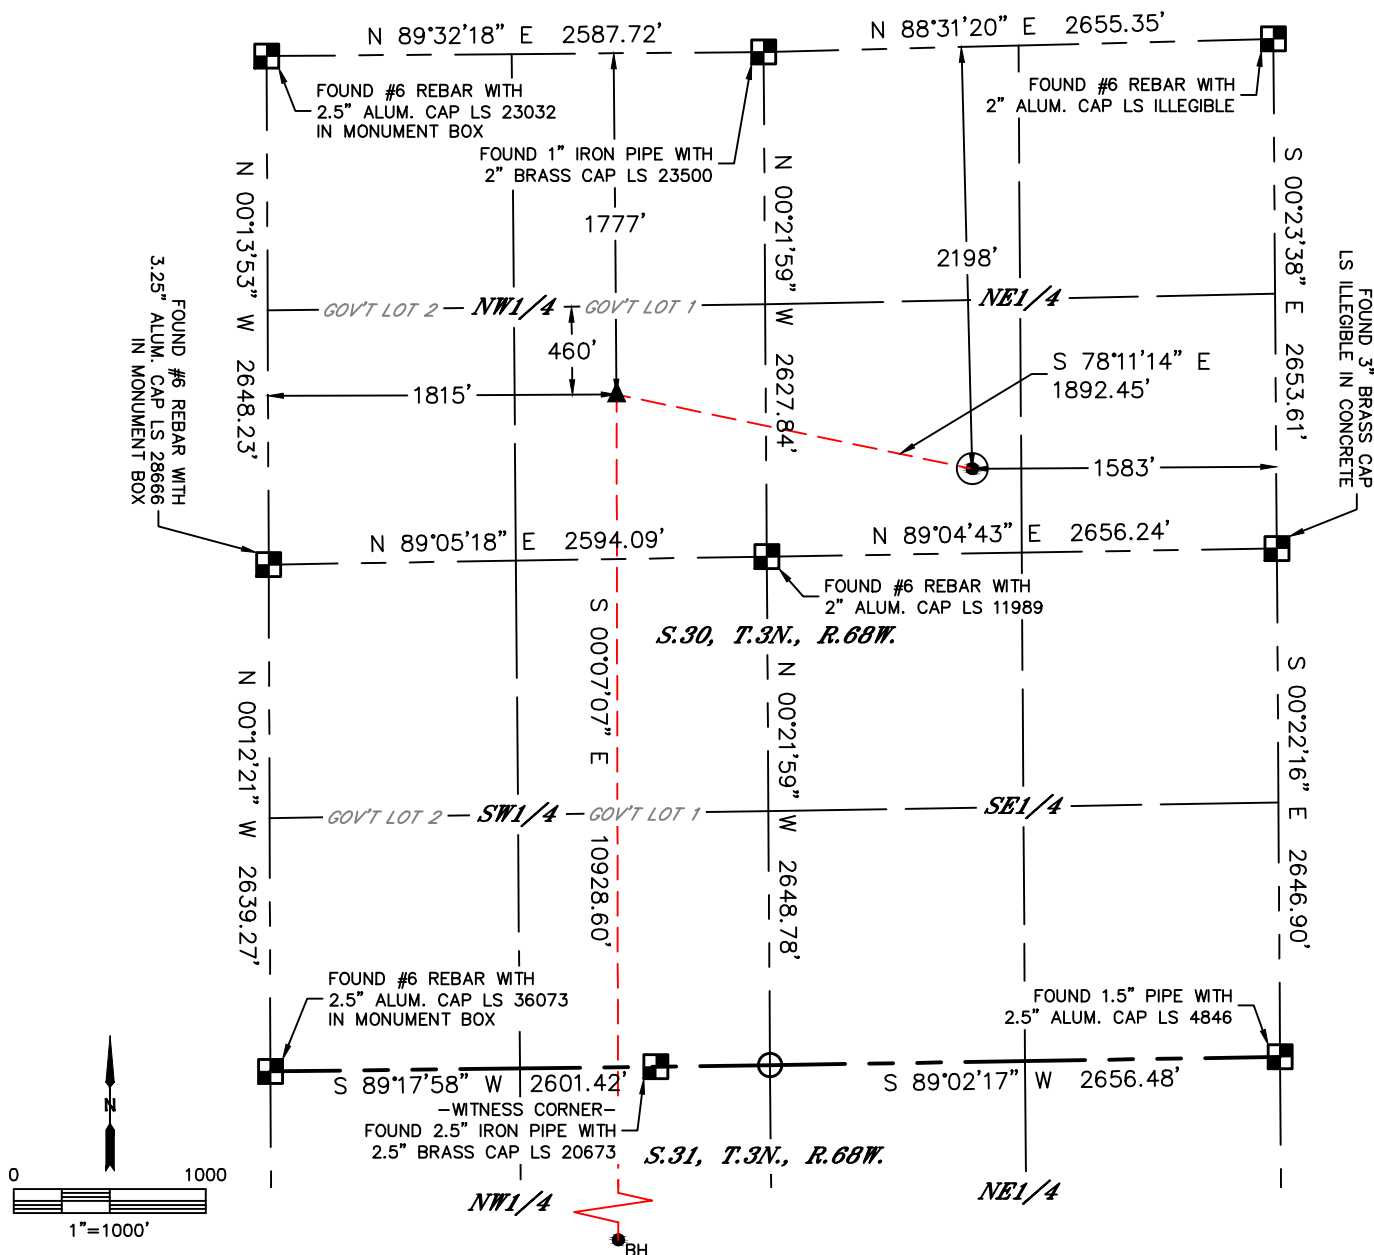 N 89°32'18" E 2587.72'
N 88°31'20" E 2655.35'
FOUND #6 REBAR WITH
2.5" ALUM. CAP LS 23032
IN MONUMENT BOX
FOUND #6 REBAR WITH
2" ALUM. CAP LS ILLEGIBLE
FOUND 1" IRON PIPE WITH
2" BRASS CAP LS 23500
N 00°13'53" W 2648.23'
N 00°21'59" W 2627.84'
S 00°23'38" E 2653.61'
1777'
2198'
FOUND #6 REBAR WITH
3.25" ALUM. CAP LS 28666
IN MONUMENT BOX
FOUND 3" BRASS CAP
LS ILLEGIBLE IN CONCRETE
GOV'T LOT 2
NW1/4
GOV'T LOT 1
NE1/4
460'
S 78°11'14" E
1892.45'
1815'
1583'
N 89°05'18" E 2594.09'
N 89°04'43" E 2656.24'
FOUND #6 REBAR WITH
2" ALUM. CAP LS 11989
S.30, T.3N., R.68W.
N 00°12'21" W 2639.27'
S 00°07'07" E 10928.60'
N 00°21'59" W 2648.78'
S 00°22'16" E 2646.90'
GOV'T LOT 2
SW1/4
GOV'T LOT 1
SE1/4
FOUND #6 REBAR WITH
2.5" ALUM. CAP LS 36073
IN MONUMENT BOX
FOUND 1.5" PIPE WITH
2.5" ALUM. CAP LS 4846
S 89°17'58" W 2601.42'
S 89°02'17" W 2656.48'
-WITNESS CORNER-
FOUND 2.5" IRON PIPE WITH
2.5" BRASS CAP LS 20673
S.31, T.3N., R.68W.
N
0 1000
1"=1000'
NW1/4
NE1/4
BH